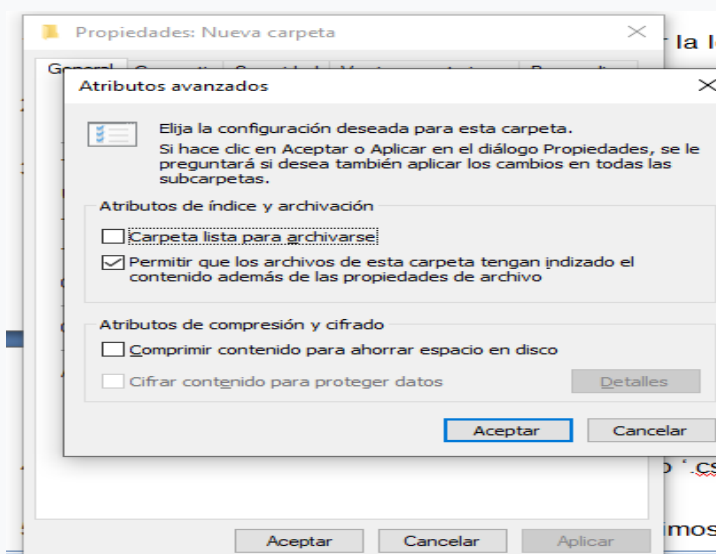 Propiedades: Nueva carpeta
la
General
Atributos avanzados
Elija la configuración deseada para esta carpeta.
Si hace clic en Aceptar o Aplicar en el diálogo Propiedades, se le
preguntará si desea también aplicar los cambios en todas las
subcarpetas.
Atributos de índice y archivación
Carpeta lista para archivarse
Permitir que los archivos de esta carpeta tengan indizado el
contenido además de las propiedades de archivo
Atributos de compresión y cifrado
Comprimir contenido para ahorrar espacio en disco
Cifrar contenido para proteger datos
Detalles
Aceptar
Cancelar
'.cs
imos
Aceptar
Cancelar
Aplicar